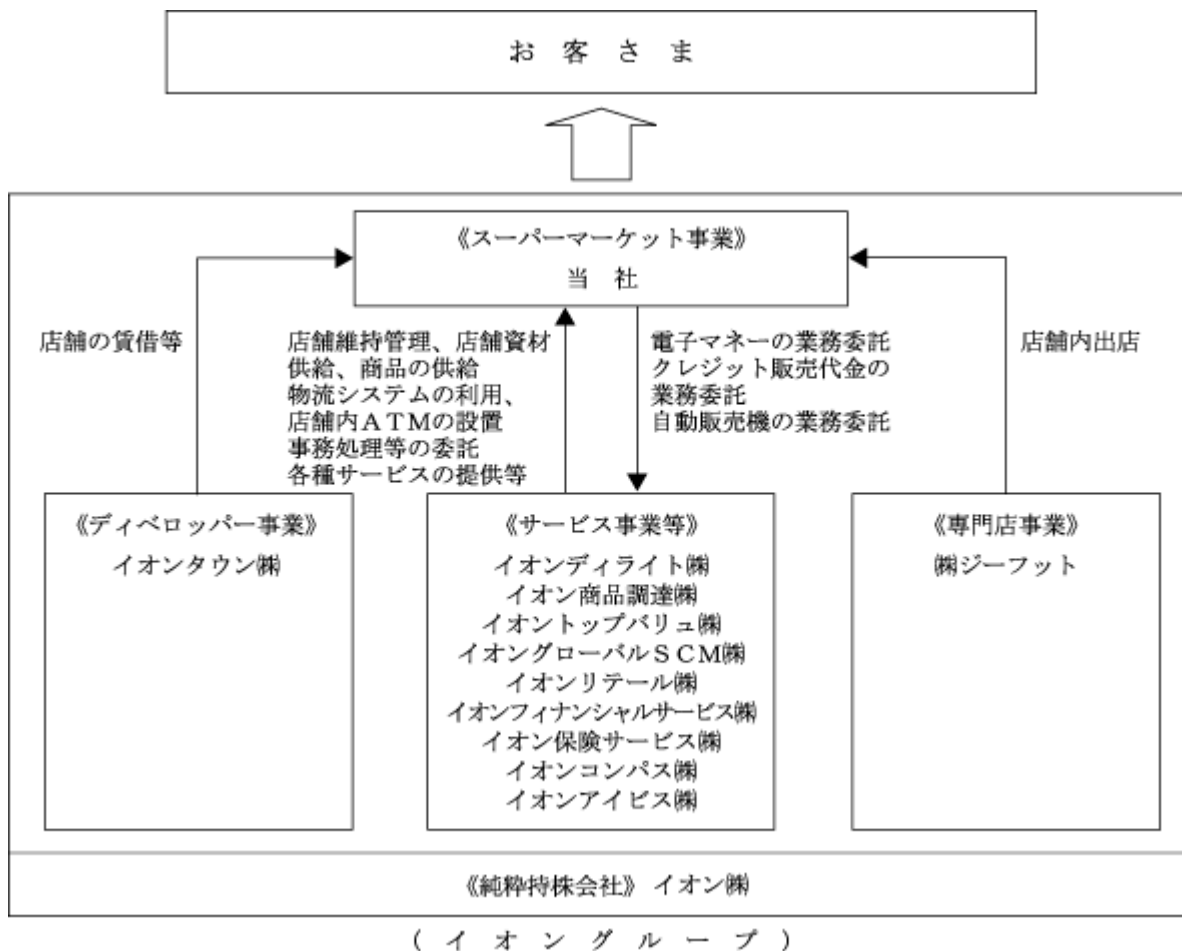 お客さま
《スーパーマーケット事業》
当社
店舗の賃借等
店舗維持管理、店舗資材
供給、商品の供給
物流システムの利用、
店舗内ATMの設置
事務処理等の委託
各種サービスの提供等
電子マネーの業務委託
クレジット販売代金の
業務委託
自動販売機の業務委託
店舗内出店
《ディベロッパー事業》
イオンタウン㈱
《サービス事業等》
イオンディライト㈱
イオン商品調達㈱
イオントップバリュ㈱
イオングローバルSCM㈱
イオンリテール㈱
イオンフィナンシャルサービス㈱
イオン保険サービス㈱
イオンコンパス㈱
イオンアイビス㈱
《専門店事業》
㈱ジーフット
《純粋持株会社》イオン㈱
(イオングループ)